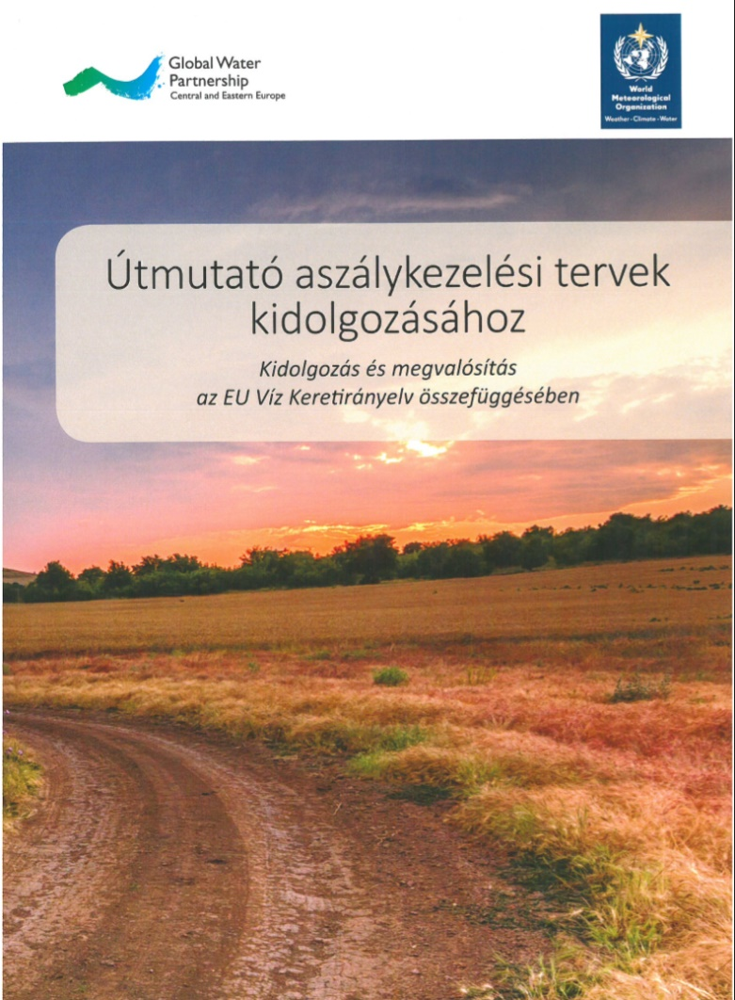 Global Water
Partnership
Central and Eastern Europe
World
Meteorological
Organization
Weather · Climate · Water
Útmutató aszálykezelési tervek
kidolgozásához
Kidolgozás és megvalósítás
az EU Víz Keretirányelv összefüggésében